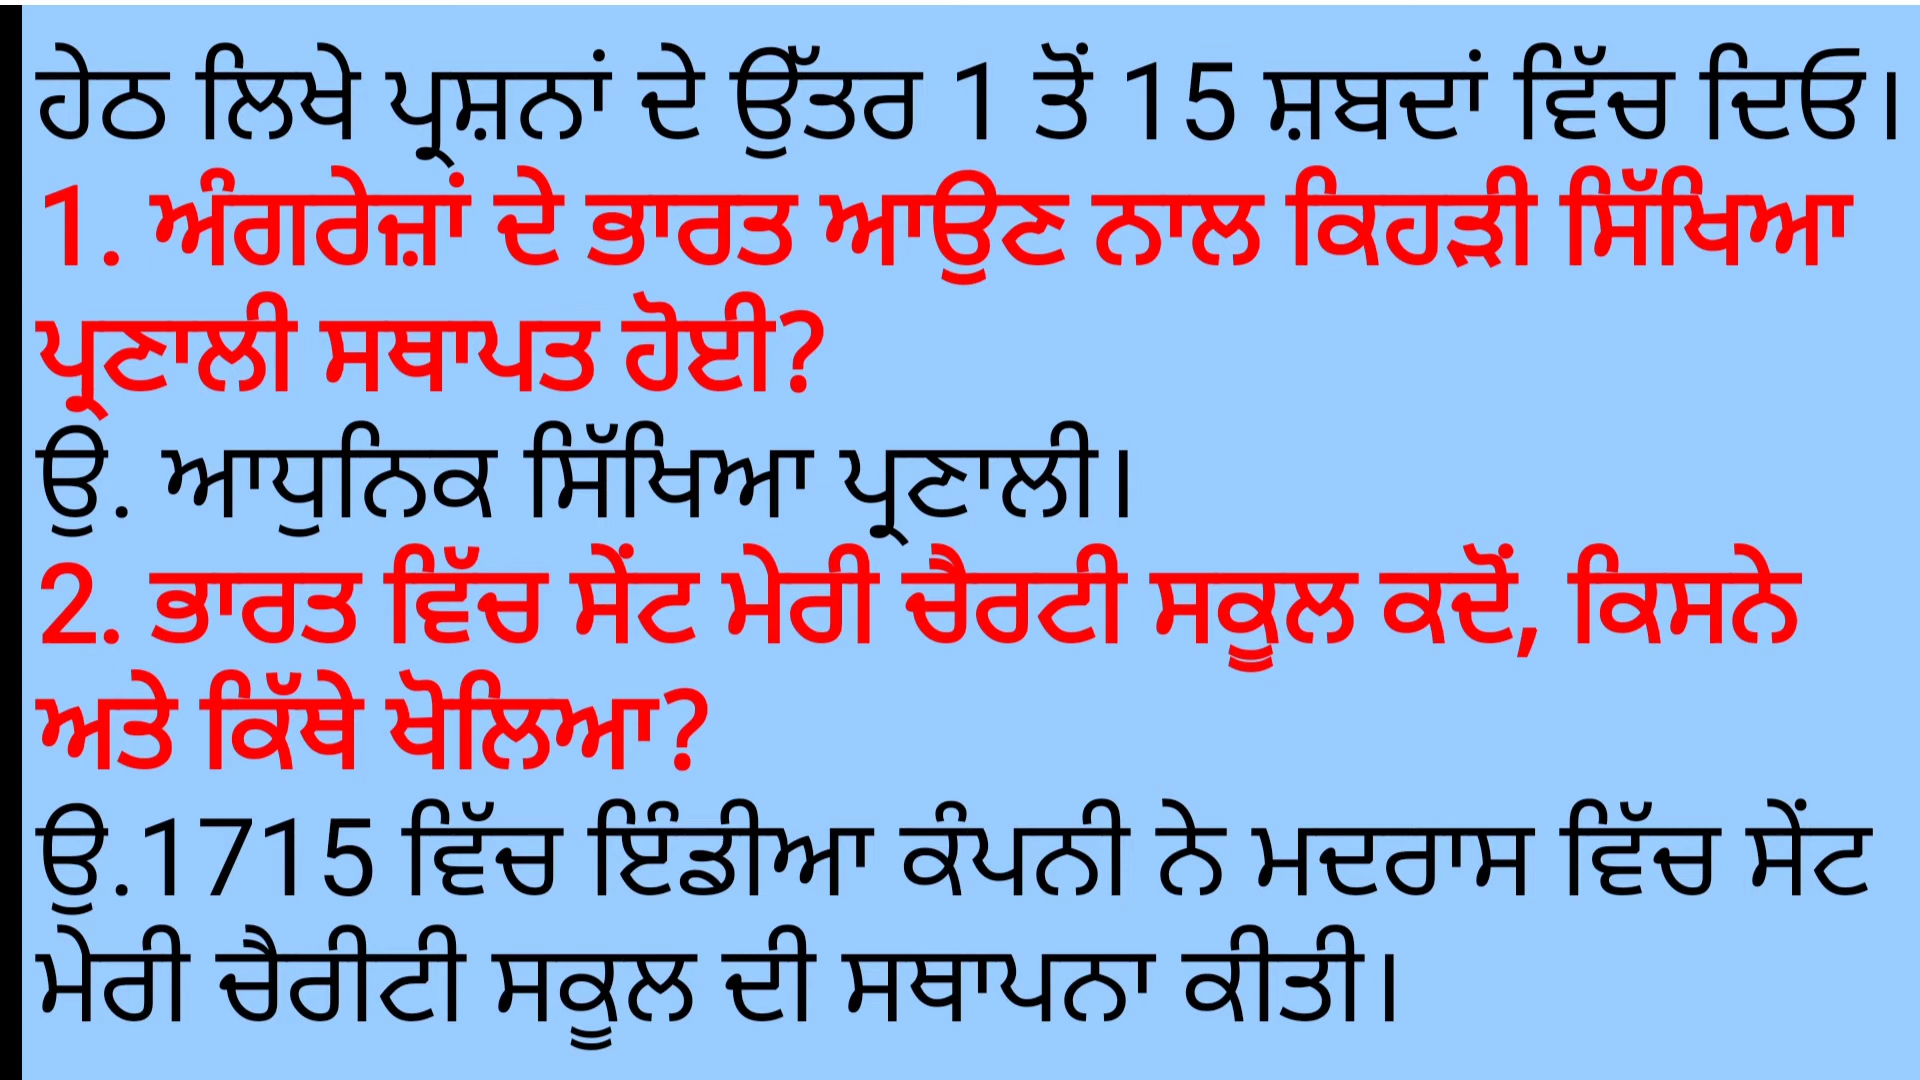 ਹੇਠ ਲਿਖੇ ਪ੍ਰਸ਼ਨਾਂ ਦੇ ਉੱਤਰ 1 ਤੋਂ 15 ਸ਼ਬਦਾਂ ਵਿੱਚ ਦਿਓ।
1. ਅੰਗਰੇਜ਼ਾਂ ਦੇ ਭਾਰਤ ਆਉਣ ਨਾਲ ਕਿਹੜੀ ਸਿੱਖਿਆ
ਪ੍ਰਣਾਲੀ ਸਥਾਪਤ ਹੋਈ?
ਉ. ਆਧੁਨਿਕ ਸਿੱਖਿਆ ਪ੍ਰਣਾਲੀ।
2. ਭਾਰਤ ਵਿੱਚ ਸੇਂਟ ਮੇਰੀ ਚੈਰਟੀ ਸਕੂਲ ਕਦੋਂ, ਕਿਸਨੇ
ਅਤੇ ਕਿੱਥੇ ਖੋਲਿਆ?
ਉ.1715 ਵਿੱਚ ਇੰਡੀਆ ਕੰਪਨੀ ਨੇ ਮਦਰਾਸ ਵਿੱਚ ਸੇਂਟ
ਮੇਰੀ ਚੈਰੀਟੀ ਸਕੂਲ ਦੀ ਸਥਾਪਨਾ ਕੀਤੀ।